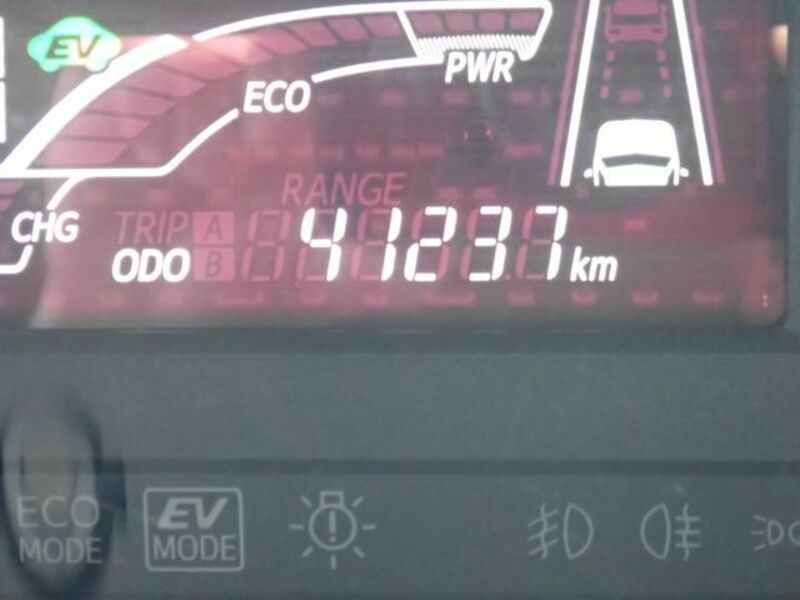 EV
PWR
ECO
RANGE
CHG
TRIP A
ODO B 41237 km
ECO MODE
EV MODE